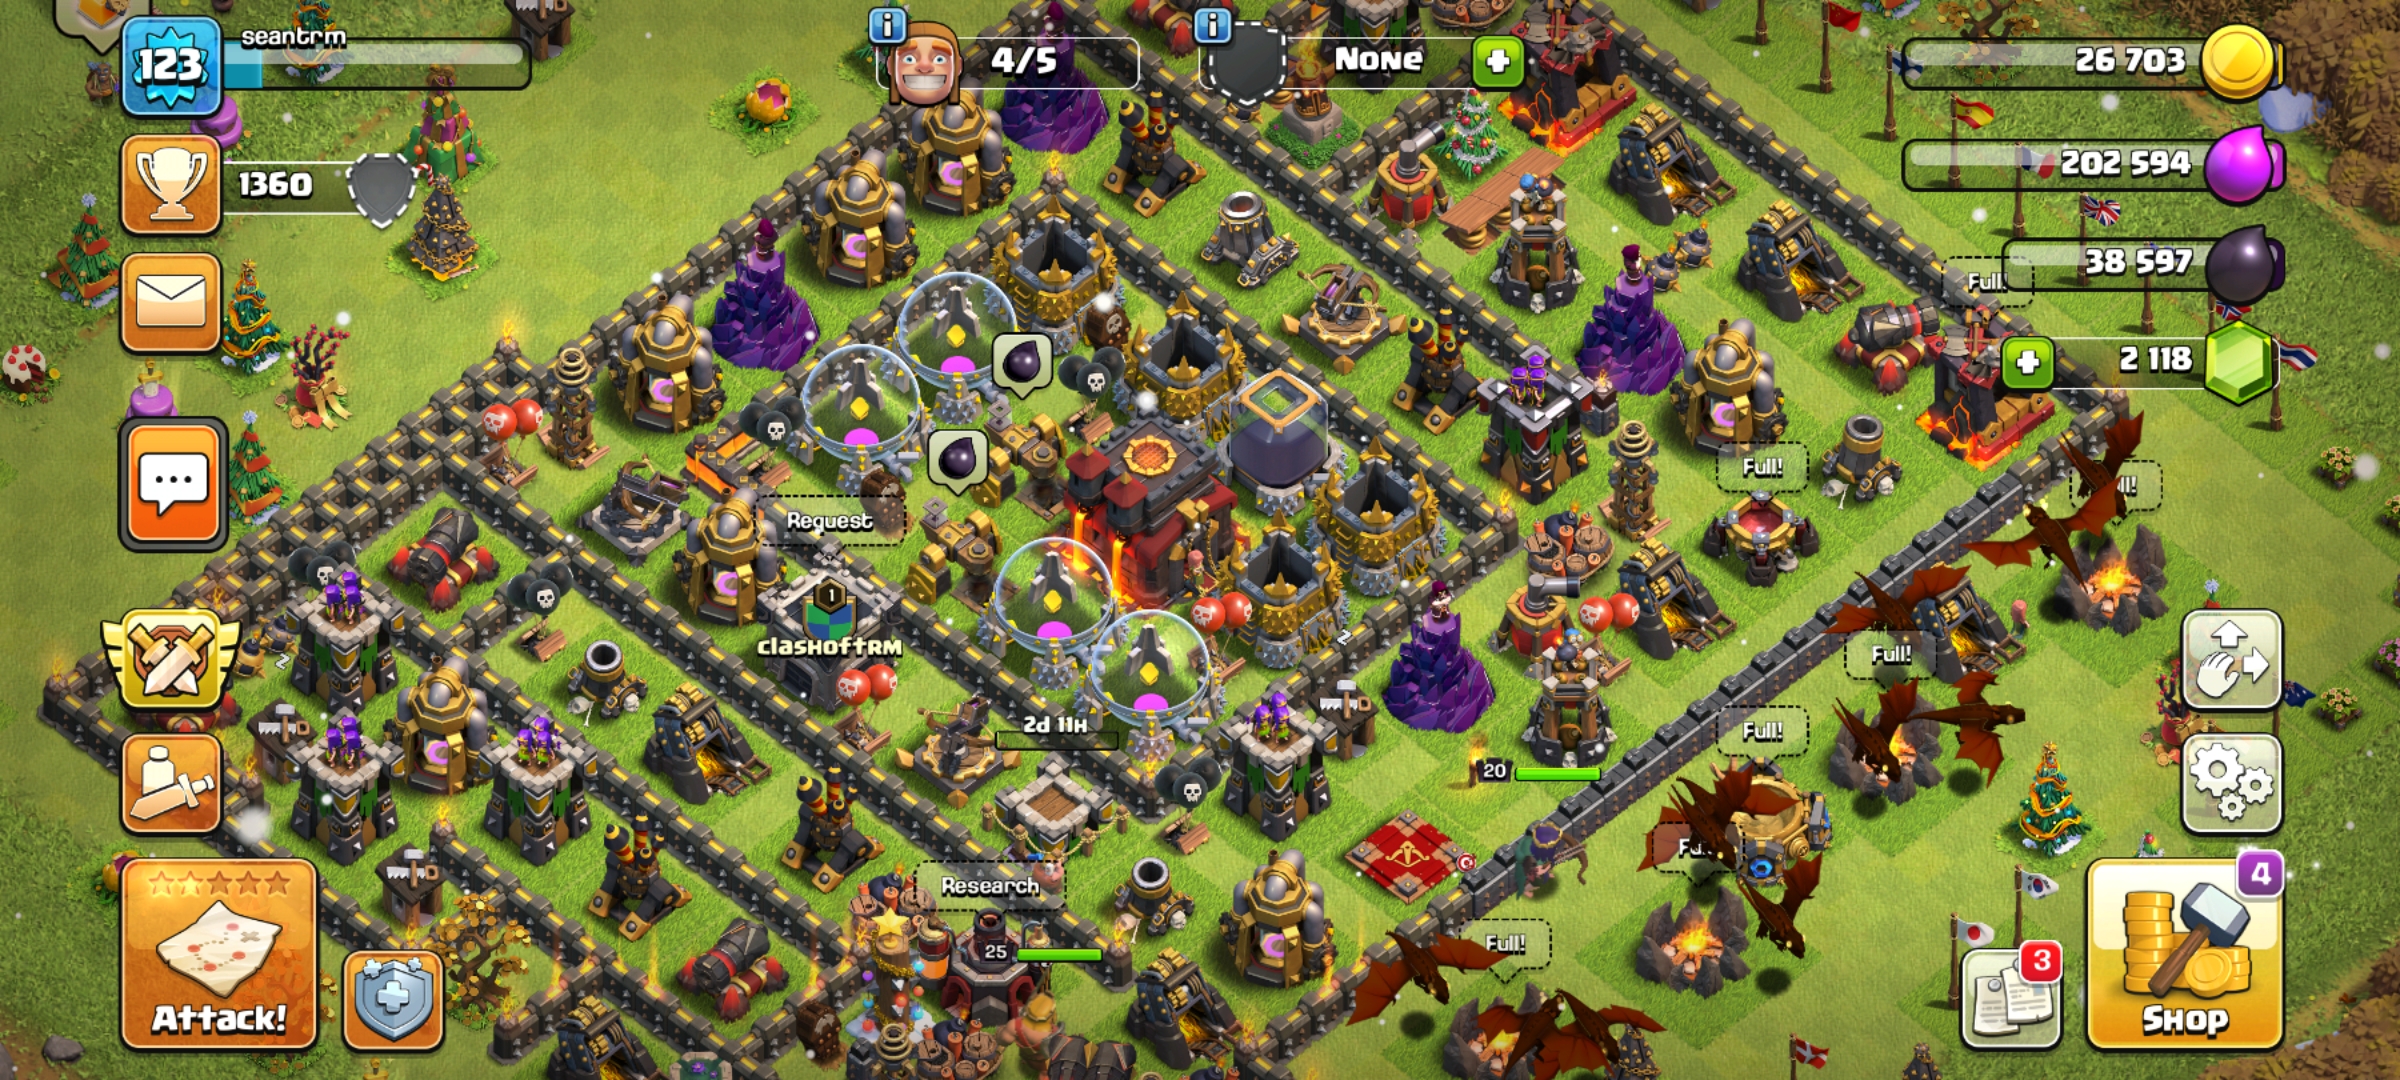 123
seantrm
4/5
None
26 703
1360
202 594
38 597
Full!
2 118
Full!
Request
1
clashoftrm
Full!
2d 11h
Full!
20
Research
25
Full!
4
3
Attack!
Shop